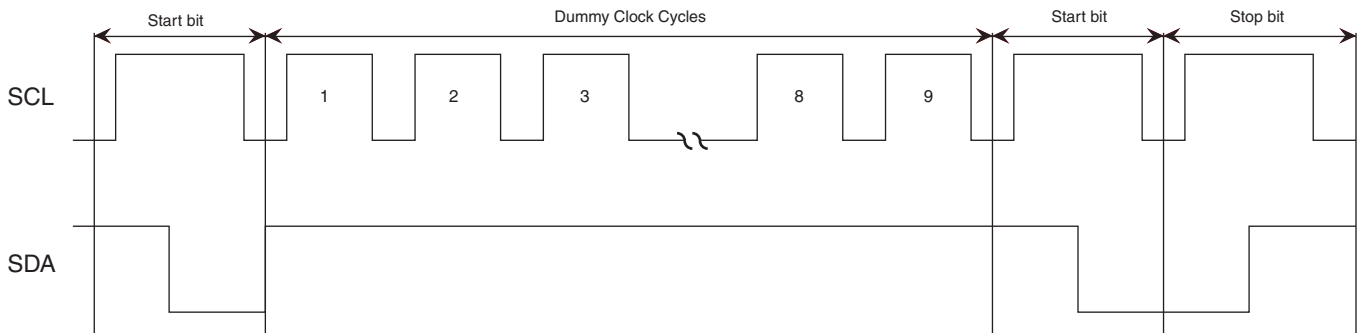 Start bit
Dummy Clock Cycles
Start bit
Stop bit
SCL
1
2
3
8
9
SDA